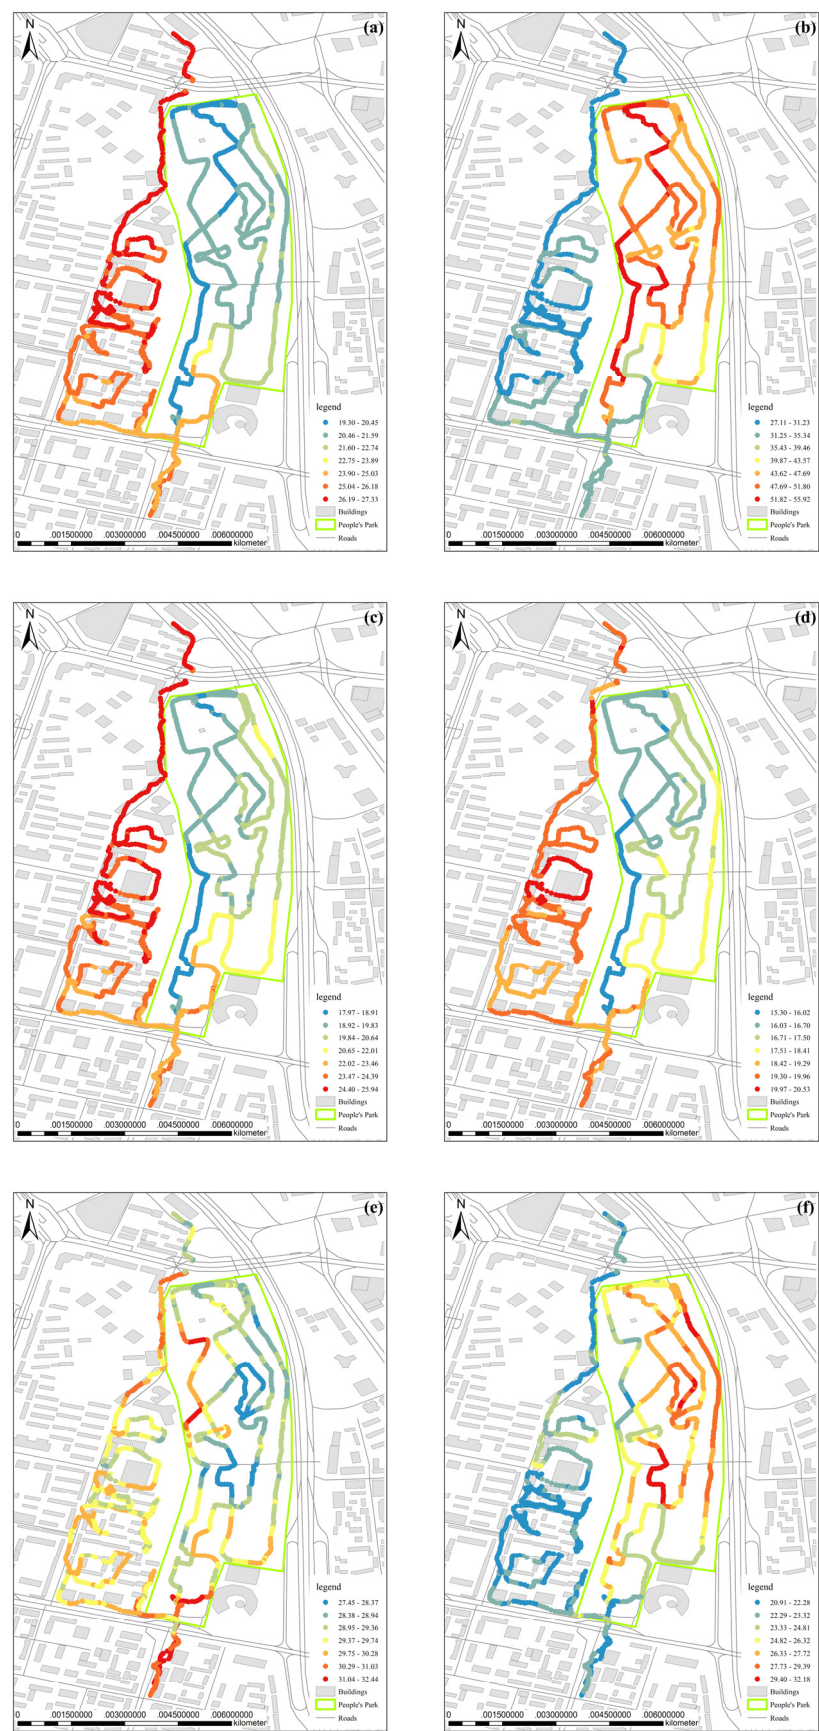 N
(a)
legend
19.30 - 20.45
20.46 - 21.59
21.60 - 22.74
22.75 - 23.89
23.90 - 25.03
25.04 - 26.18
26.19 - 27.33
Buildings
People's Park
Roads
0 .001500000 .003000000 .004500000 .006000000
kilometer
N
(b)
legend
27.11 - 31.23
31.25 - 35.34
35.43 - 39.46
39.87 - 43.57
43.62 - 47.69
47.69 - 51.80
51.82 - 55.92
Buildings
People's Park
Roads
0 .001500000 .003000000 .004500000 .006000000
kilometer
N
(c)
legend
17.97 - 18.91
18.92 - 19.83
19.84 - 20.64
20.65 - 22.01
22.02 - 23.46
23.47 - 24.39
24.40 - 25.94
Buildings
People's Park
Roads
0 .001500000 .003000000 .004500000 .006000000
kilometer
N
(d)
legend
15.30 - 16.02
16.03 - 16.70
16.71 - 17.50
17.51 - 18.41
18.42 - 19.29
19.30 - 19.96
19.97 - 20.53
Buildings
People's Park
Roads
0 .001500000 .003000000 .004500000 .006000000
kilometer
N
(e)
legend
27.45 - 28.37
28.38 - 28.94
28.95 - 29.36
29.37 - 29.74
29.75 - 30.28
30.29 - 31.03
31.04 - 32.44
Buildings
People's Park
Roads
0 .001500000 .003000000 .004500000 .006000000
kilometer
N
(f)
legend
20.91 - 22.28
22.29 - 23.32
23.33 - 24.81
24.82 - 26.32
26.33 - 27.72
27.73 - 29.39
29.40 - 32.18
Buildings
People's Park
Roads
0 .001500000 .003000000 .004500000 .006000000
kilometer